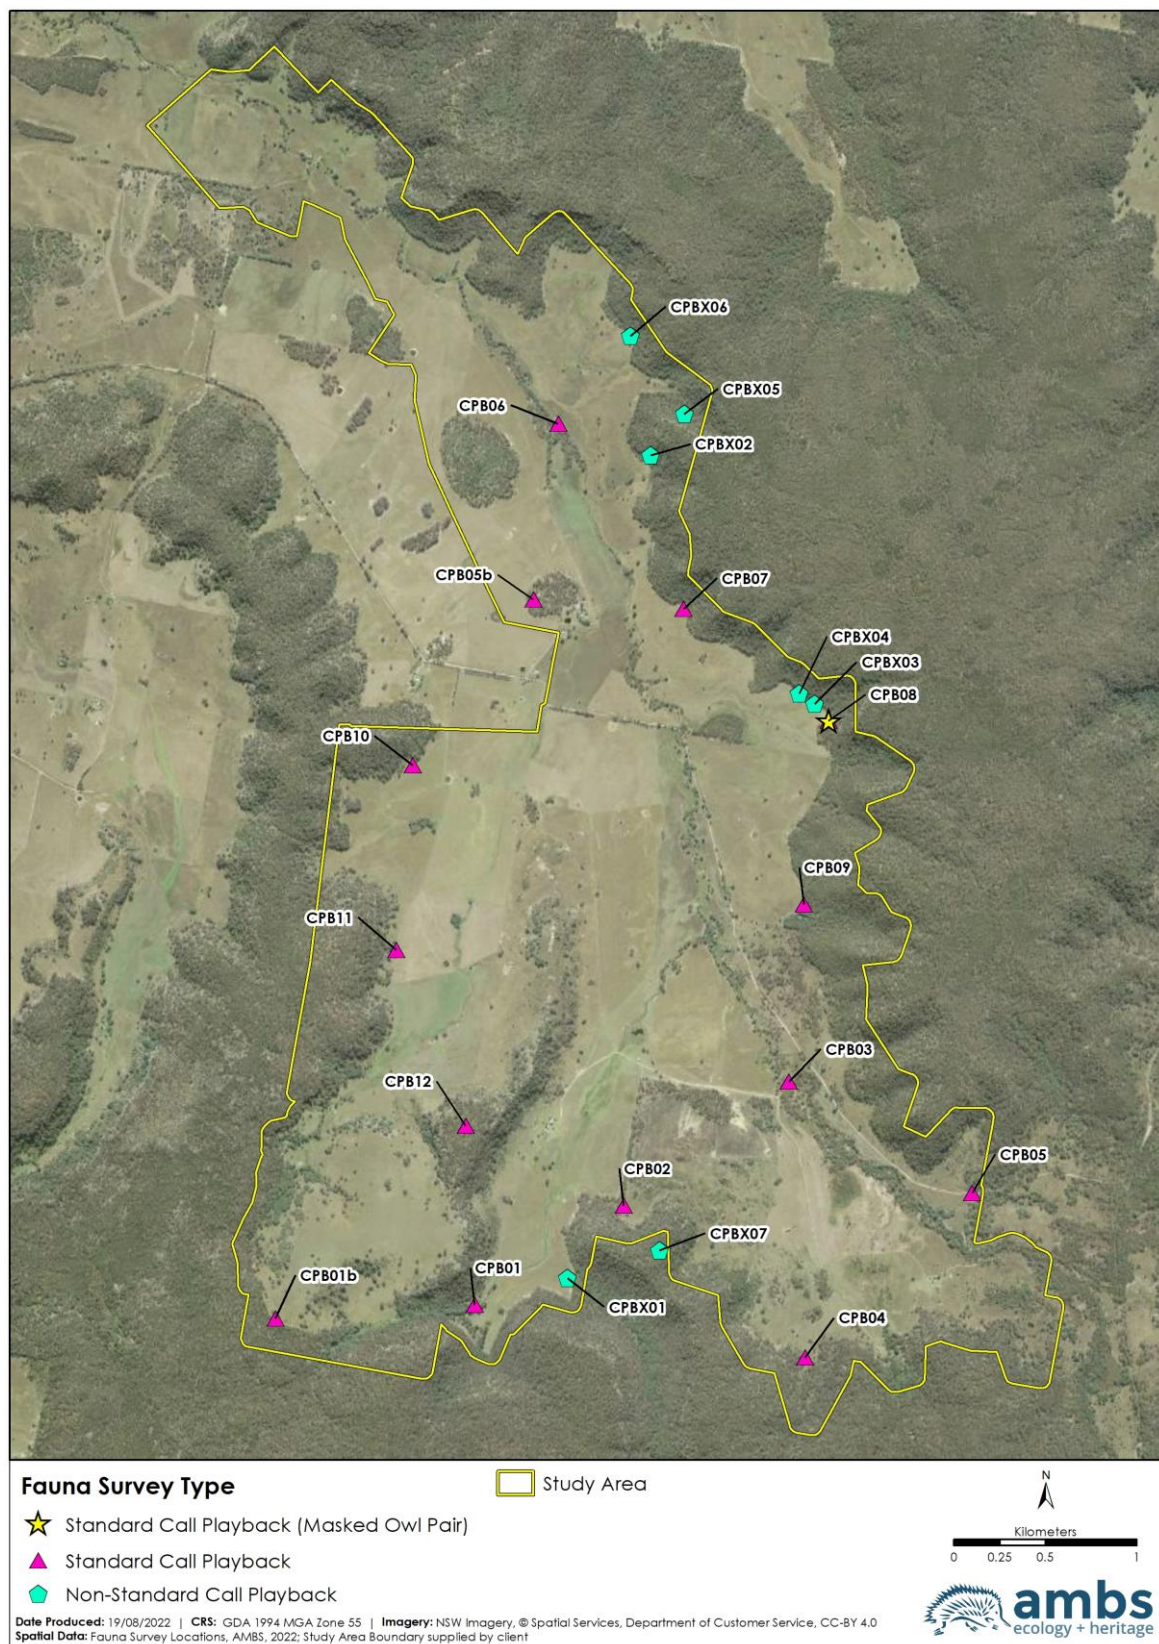 CPBX06
CPBX05
CPB06
CPBX02
CPB05b
CPB07
CPBX04
CPBX03
CPB08
CPB10
CPB09
CPB11
CPB03
CPB12
CPB05
CPB02
CPBX07
CPB01
CPB01b
CPBX01
CPB04
Fauna Survey Type
Study Area
N
Standard Call Playback (Masked Owl Pair)
Kilometers
0 0.25 0.5 1
Standard Call Playback
Non-Standard Call Playback
ambs
ecology + heritage
Date Produced: 19/08/2022 | CRS: GDA 1994 MGA Zone 55 | Imagery: NSW Imagery, © Spatial Services, Department of Customer Service, CC-BY 4.0
Spatial Data: Fauna Survey Locations, AMBS, 2022; Study Area Boundary supplied by client